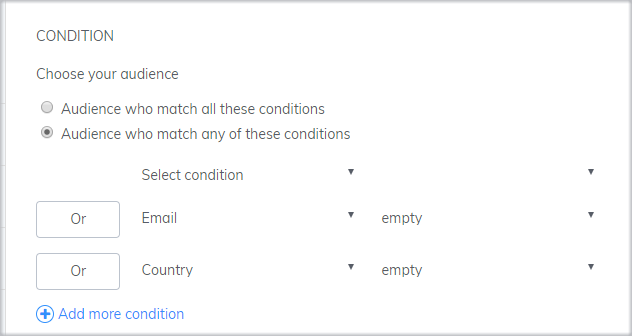 CONDITION
Choose your audience
Audience who match all these conditions
Audience who match any of these conditions
Select condition
Or Email empty
Or Country empty
Add more condition